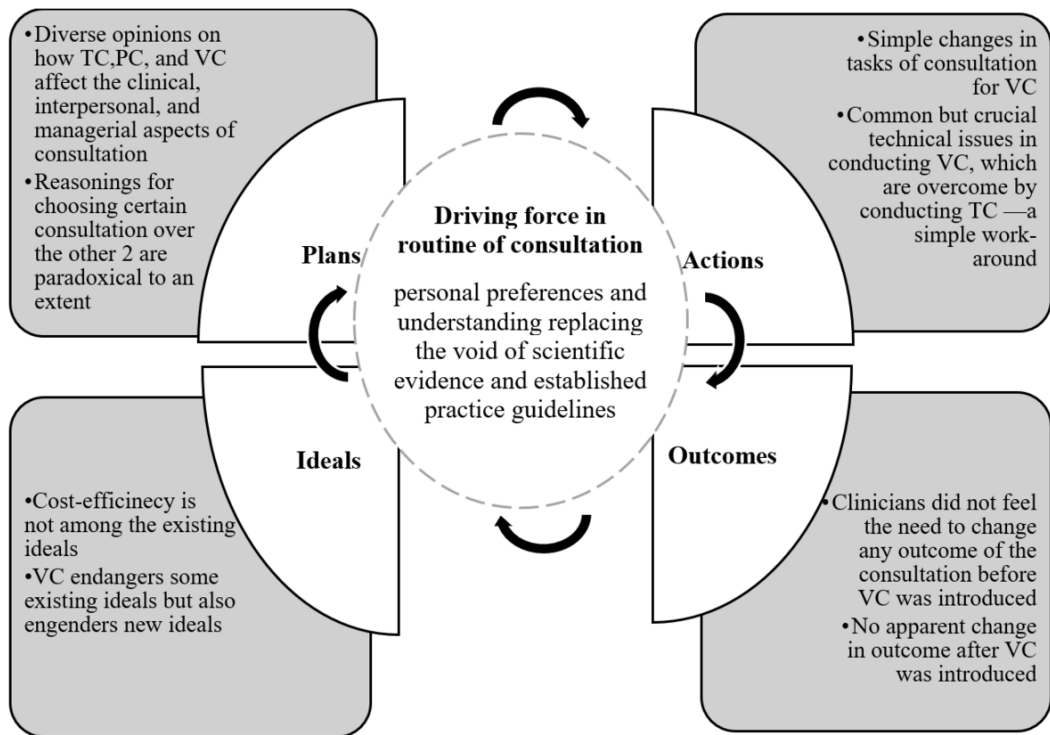 •Diverse opinions on
how TC,PC, and VC
affect the clinical,
interpersonal, and
managerial aspects of
consultation
•Reasonings for
choosing certain
consultation over
the other 2 are
paradoxical to an
extent
Plans
Driving force in
routine of consultation
personal preferences and
understanding replacing
the void of scientific
evidence and established
practice guidelines
•Simple changes in
tasks of consultation
for VC
•Common but crucial
technical issues in
conducting VC, which
are overcome by
conducting TC —a
simple work-
around
Actions
•Cost-efficinecy is
not among the existing
ideals
•VC endangers some
existing ideals but also
engenders new ideals
Ideals
Outcomes
•Clinicians did not feel
the need to change
any outcome of the
consultation before
VC was introduced
•No apparent change
in outcome after VC
was introduced